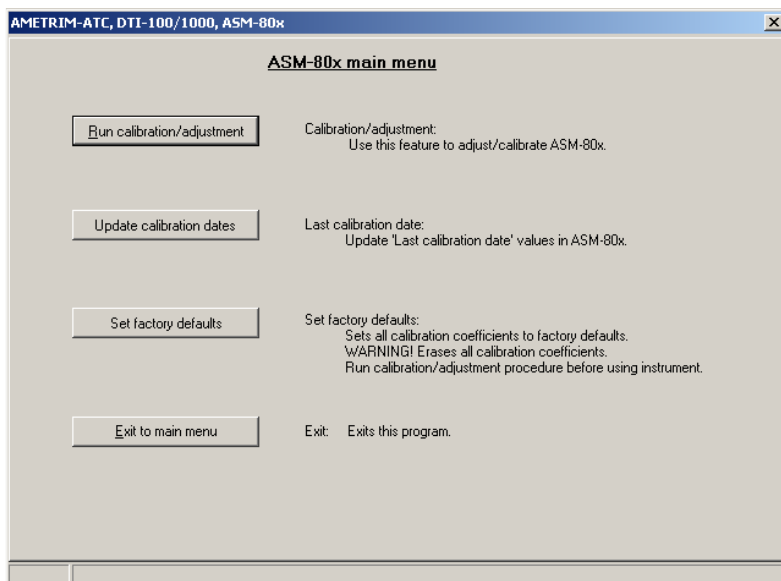 AMETRIM-ATC, DTI-100/1000, ASM-80x
ASM-80x main menu
Run calibration/adjustment
Calibration/adjustment:
Use this feature to adjust/calibrate ASM-80x.
Update calibration dates
Last calibration date:
Update 'Last calibration date' values in ASM-80x.
Set factory defaults
Set factory defaults:
Sets all calibration coefficients to factory defaults.
WARNING! Erases all calibration coefficients.
Run calibration/adjustment procedure before using instrument.
Exit to main menu
Exit: Exits this program.